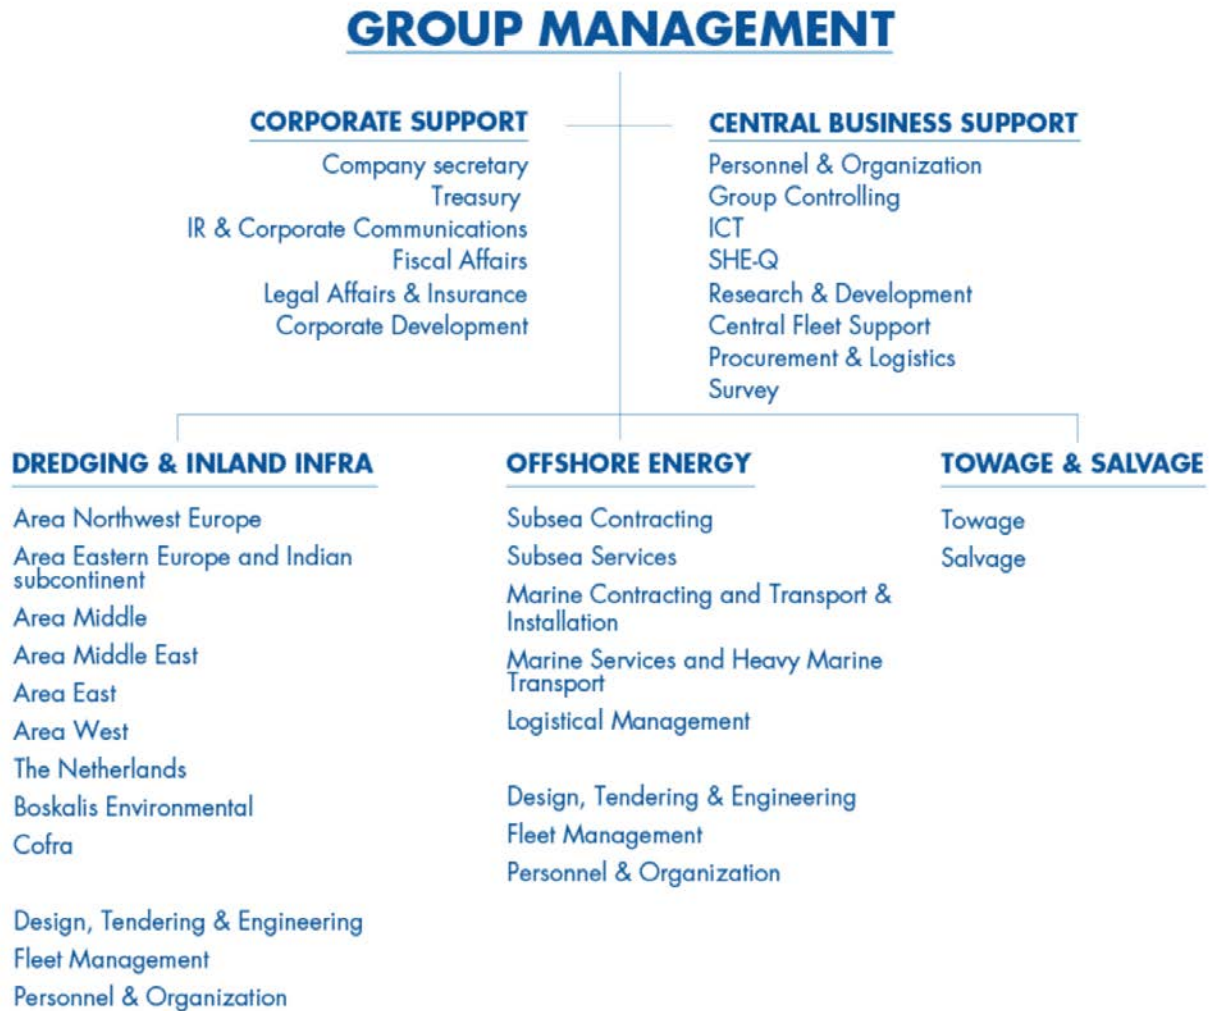 GROUP MANAGEMENT
CORPORATE SUPPORT
Company secretary
Treasury
IR & Corporate Communications
Fiscal Affairs
Legal Affairs & Insurance
Corporate Development
CENTRAL BUSINESS SUPPORT
Personnel & Organization
Group Controlling
ICT
SHE-Q
Research & Development
Central Fleet Support
Procurement & Logistics
Survey
DREDGING & INLAND INFRA
Area Northwest Europe
Area Eastern Europe and Indian
subcontinent
Area Middle
Area Middle East
Area East
Area West
The Netherlands
Boskalis Environmental
Cofra
Design, Tendering & Engineering
Fleet Management
Personnel & Organization
OFFSHORE ENERGY
Subsea Contracting
Subsea Services
Marine Contracting and Transport &
Installation
Marine Services and Heavy Marine
Transport
Logistical Management
Design, Tendering & Engineering
Fleet Management
Personnel & Organization
TOWAGE & SALVAGE
Towage
Salvage